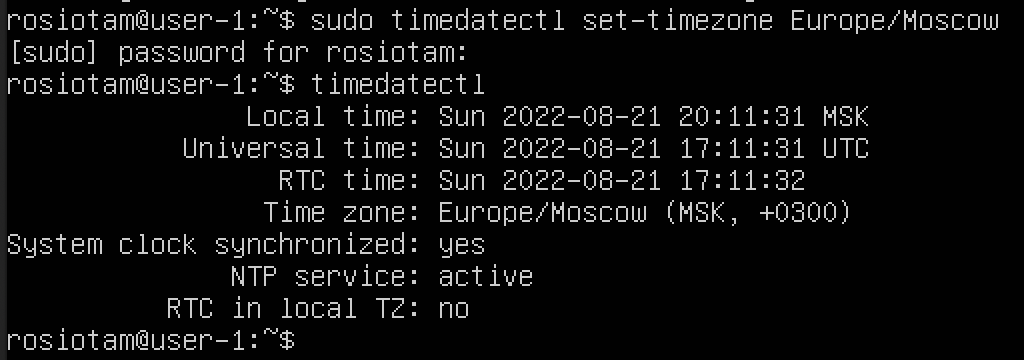 rosiotam@user-1:~$ sudo timedatectl set-timezone Europe/Moscow
[sudo] password for rosiotam:
rosiotam@user-1:~$ timedatectl
Local time: Sun 2022-08-21 20:11:31 MSK
Universal time: Sun 2022-08-21 17:11:31 UTC
RTC time: Sun 2022-08-21 17:11:32
Time zone: Europe/Moscow (MSK, +0300)
System clock synchronized: yes
NTP service: active
RTC in local TZ: no
rosiotam@user-1:~$